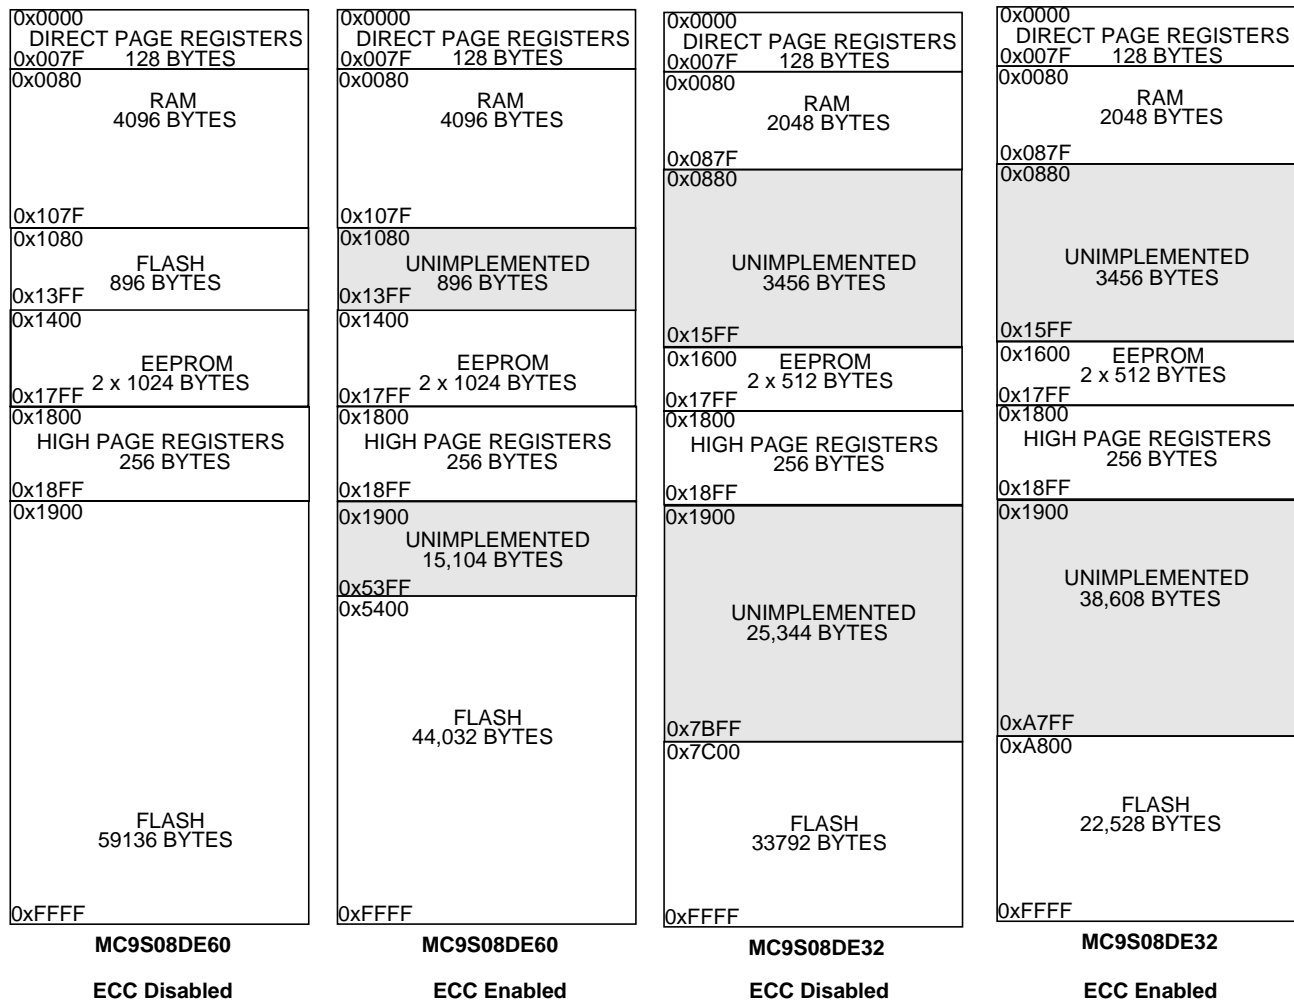 0x0000
DIRECT PAGE REGISTERS
0x007F 128 BYTES
0x0080
RAM
4096 BYTES
0x107F
0x1080
FLASH
896 BYTES
0x13FF
0x1400
EEPROM
2 x 1024 BYTES
0x17FF
0x1800
HIGH PAGE REGISTERS
256 BYTES
0x18FF
0x1900
FLASH
59136 BYTES
0xFFFF
MC9S08DE60
ECC Disabled
0x0000
DIRECT PAGE REGISTERS
0x007F 128 BYTES
0x0080
RAM
4096 BYTES
0x107F
0x1080
UNIMPLEMENTED
896 BYTES
0x13FF
0x1400
EEPROM
2 x 1024 BYTES
0x17FF
0x1800
HIGH PAGE REGISTERS
256 BYTES
0x18FF
0x1900
UNIMPLEMENTED
15,104 BYTES
0x53FF
0x5400
FLASH
44,032 BYTES
0xFFFF
MC9S08DE60
ECC Enabled
0x0000
DIRECT PAGE REGISTERS
0x007F 128 BYTES
0x0080
RAM
2048 BYTES
0x087F
0x0880
UNIMPLEMENTED
3456 BYTES
0x15FF
0x1600
EEPROM
2 x 512 BYTES
0x17FF
0x1800
HIGH PAGE REGISTERS
256 BYTES
0x18FF
0x1900
UNIMPLEMENTED
25,344 BYTES
0x7BFF
0x7C00
FLASH
33792 BYTES
0xFFFF
MC9S08DE32
ECC Disabled
0x0000
DIRECT PAGE REGISTERS
0x007F 128 BYTES
0x0080
RAM
2048 BYTES
0x087F
0x0880
UNIMPLEMENTED
3456 BYTES
0x15FF
0x1600
EEPROM
2 x 512 BYTES
0x17FF
0x1800
HIGH PAGE REGISTERS
256 BYTES
0x18FF
0x1900
UNIMPLEMENTED
38,608 BYTES
0xA7FF
0xA800
FLASH
22,528 BYTES
0xFFFF
MC9S08DE32
ECC Enabled